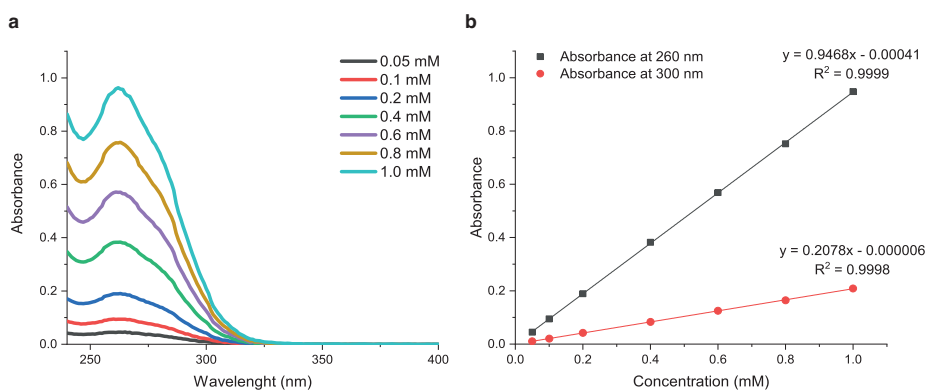 a
Absorbance
1.0
0.8
0.6
0.4
0.2
0.0
250
300
350
400
Wavelenght (nm)
0.05 mM
0.1 mM
0.2 mM
0.4 mM
0.6 mM
0.8 mM
1.0 mM
b
Absorbance
1.0
0.8
0.6
0.4
0.2
0.0
0.0
0.2
0.4
0.6
0.8
1.0
Concentration (mM)
Absorbance at 260 nm
Absorbance at 300 nm
y = 0.9468x - 0.00041
R² = 0.9999
y = 0.2078x - 0.000006
R² = 0.9998